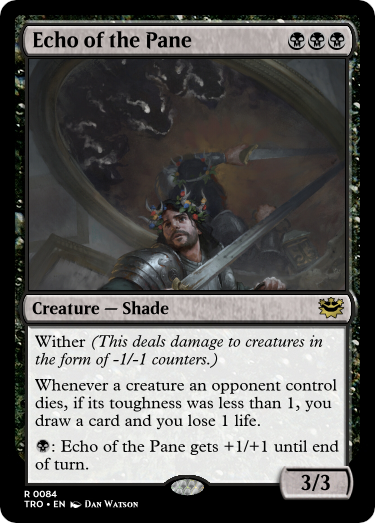 Echo of the Pane
Creature — Shade
Wither (This deals damage to creatures in
the form of -1/-1 counters.)
Whenever a creature an opponent control
dies, if its toughness was less than 1, you
draw a card and you lose 1 life.
: Echo of the Pane gets +1/+1 until end
of turn.
3/3
R 0084
TRO • EN DAN WATSON